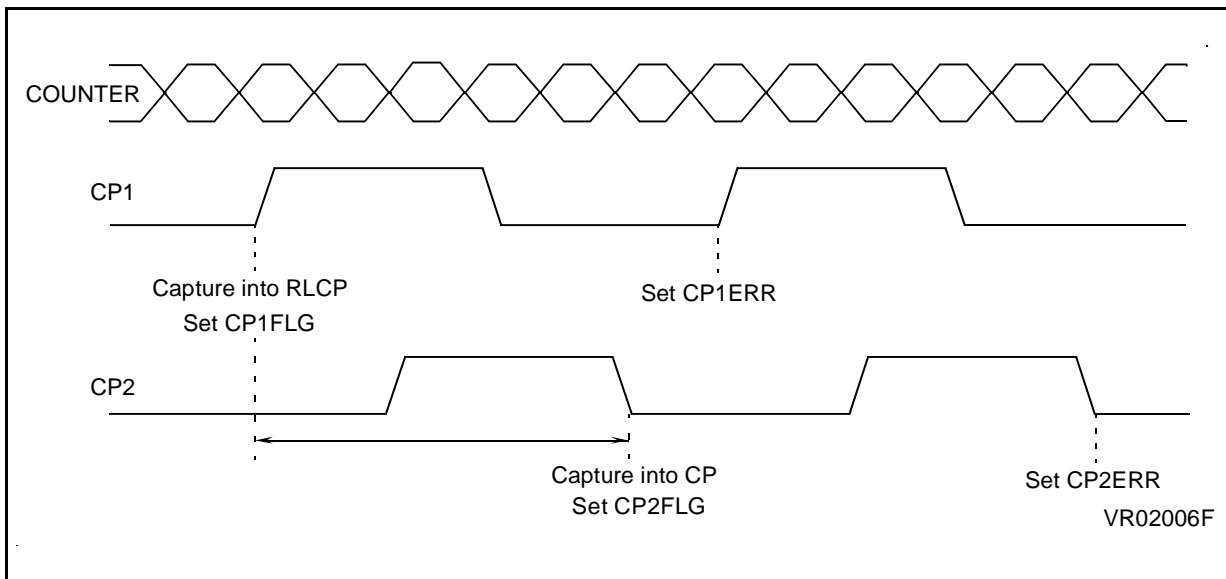 COUNTER
CP1
Capture into RLCP
Set CP1FLG
Set CP1ERR
CP2
Capture into CP
Set CP2FLG
Set CP2ERR
VR02006F